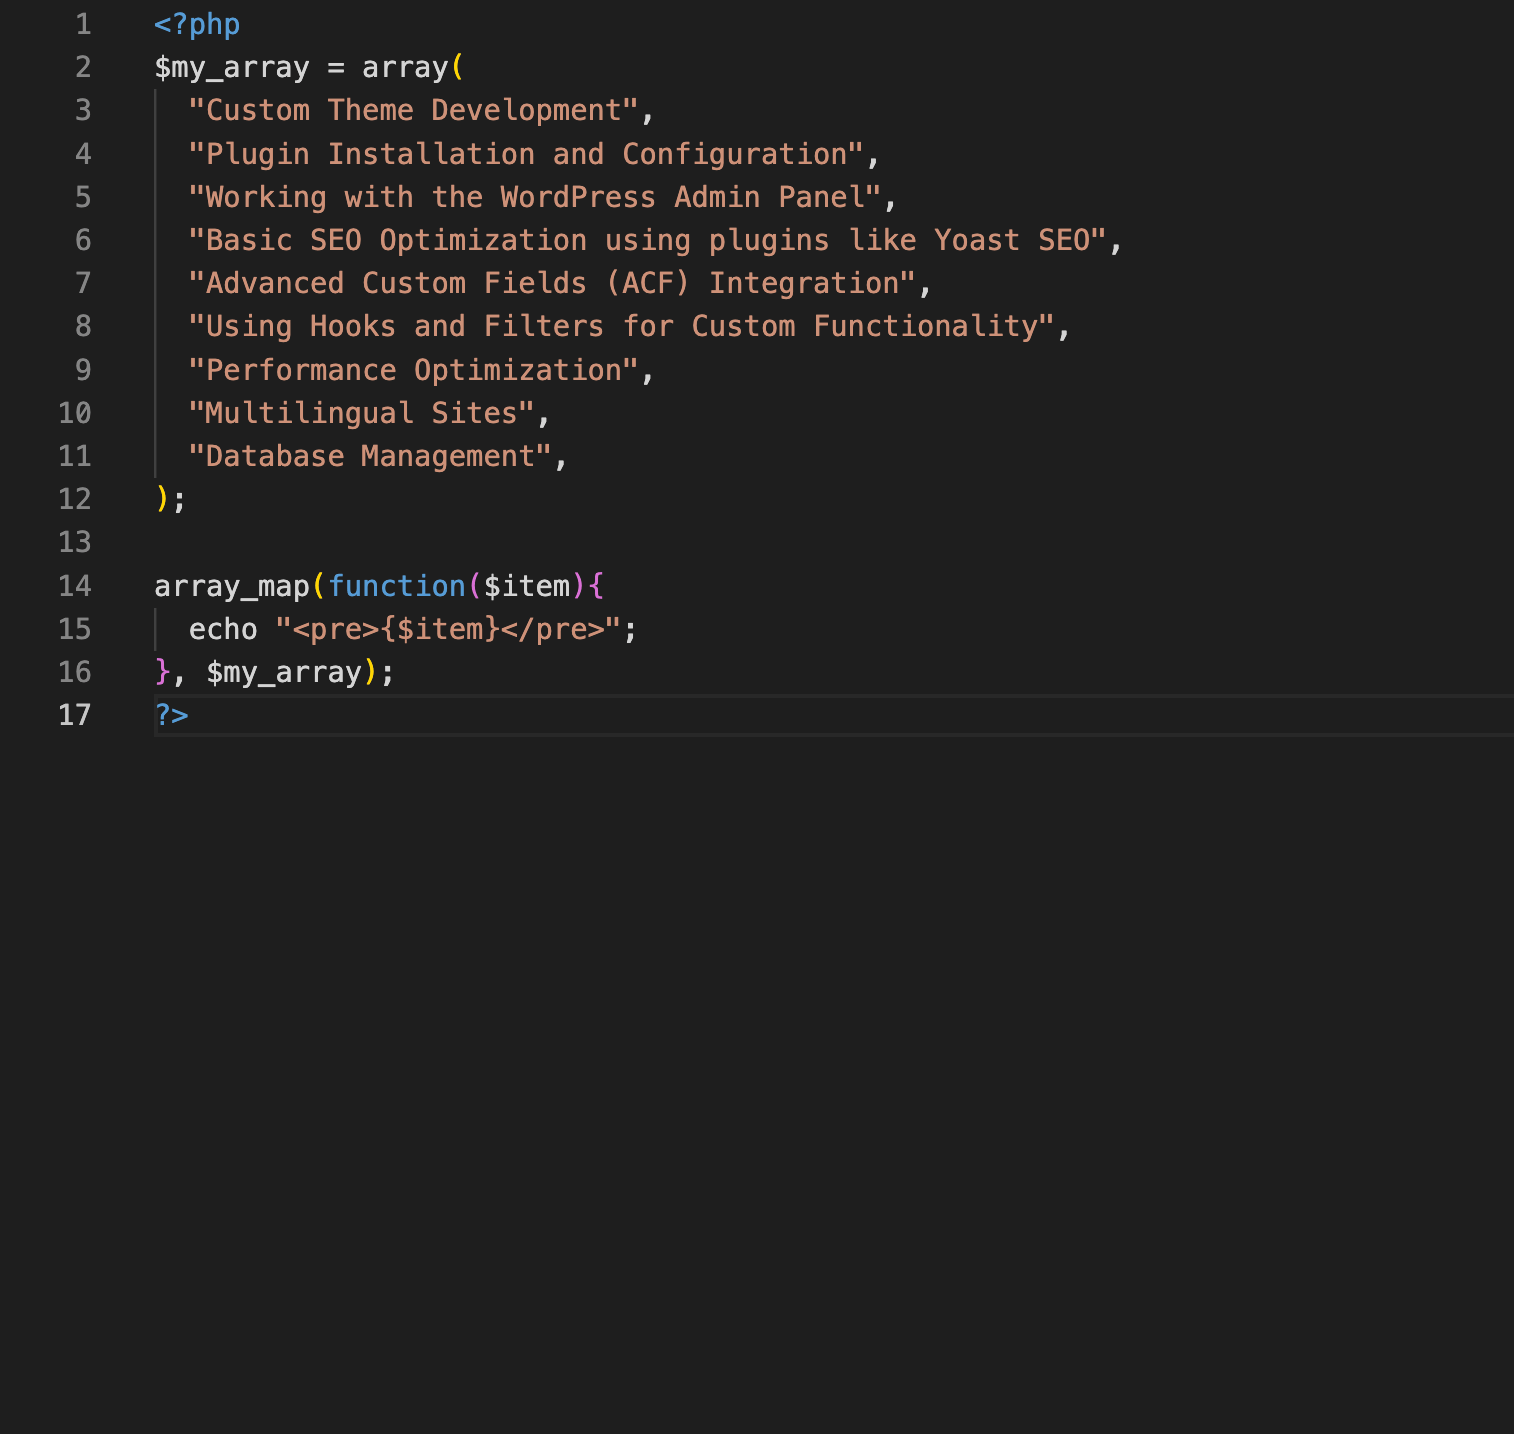 1 <?php
2 $my_array = array(
3 "Custom Theme Development",
4 "Plugin Installation and Configuration",
5 "Working with the WordPress Admin Panel",
6 "Basic SEO Optimization using plugins like Yoast SEO",
7 "Advanced Custom Fields (ACF) Integration",
8 "Using Hooks and Filters for Custom Functionality",
9 "Performance Optimization",
10 "Multilingual Sites",
11 "Database Management",
12 );
13
14 array_map(function($item){
15 echo "<pre>{$item}</pre>";
16 }, $my_array);
17 ?>